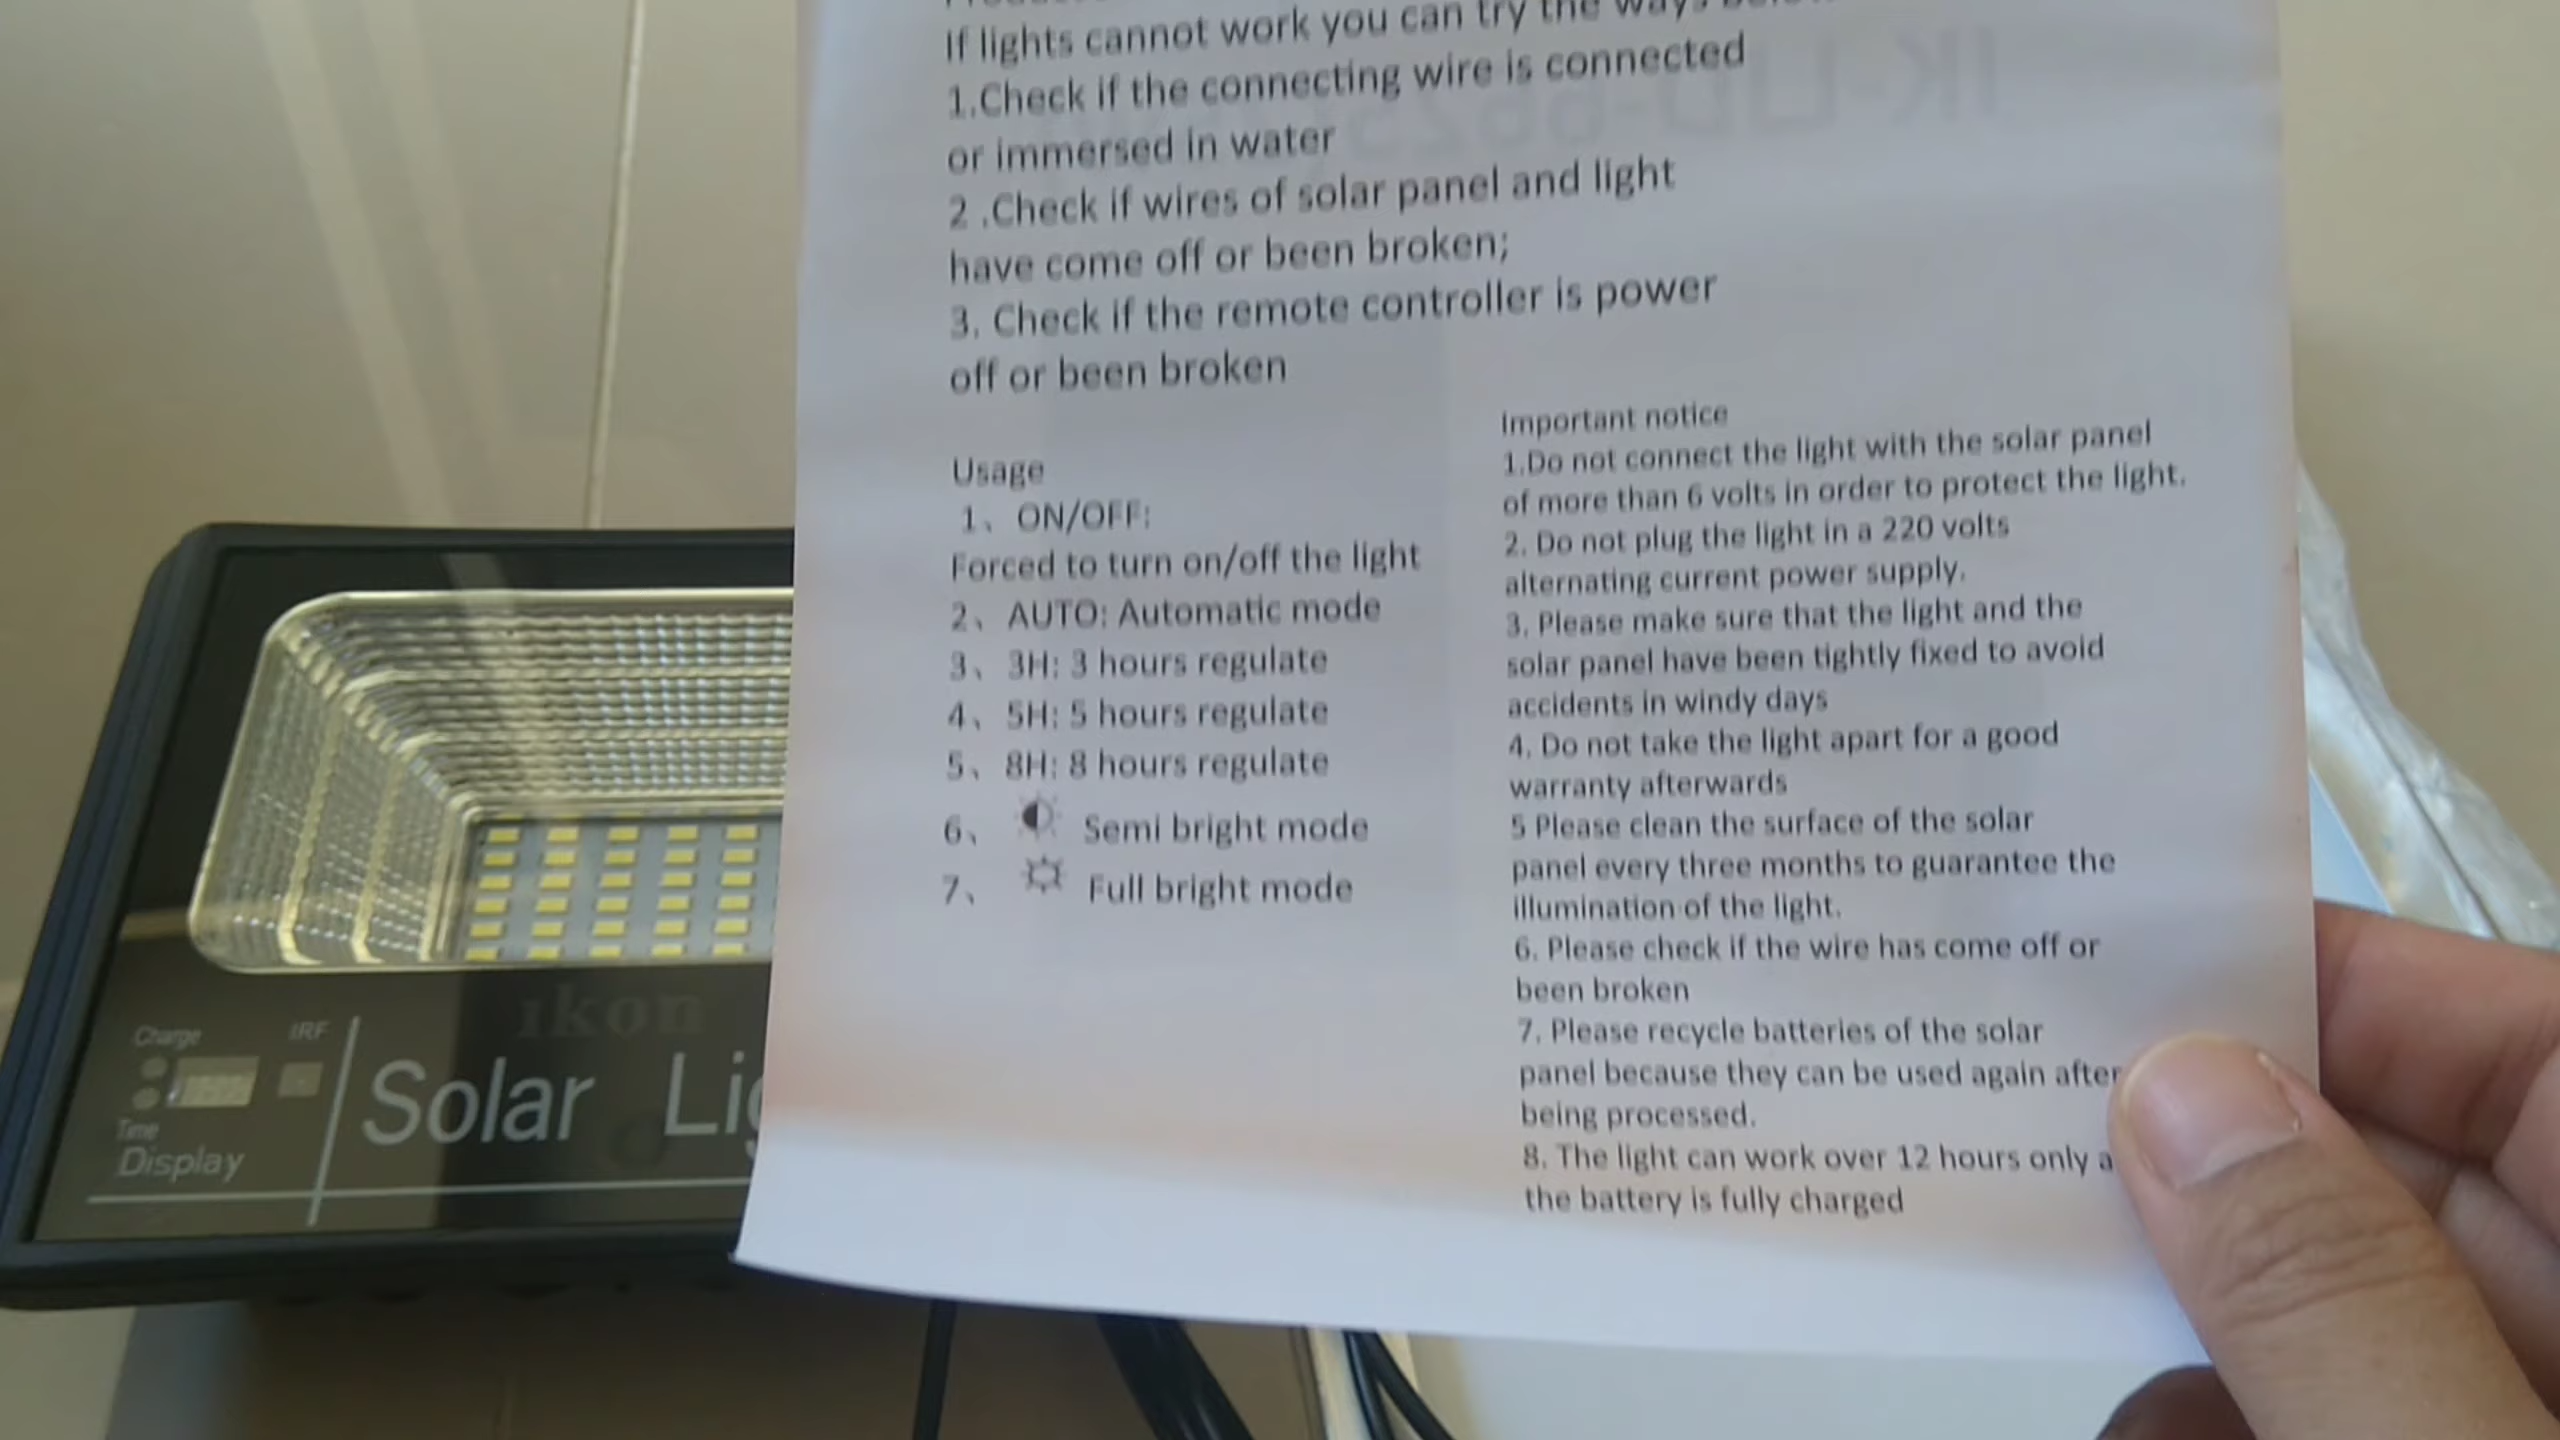 If lights cannot work you can try the ways
1.Check if the connecting wire is connected
or immersed in water
2 .Check if wires of solar panel and light
have come off or been broken;
3. Check if the remote controller is power
off or been broken
Usage
1、ON/OFF:
Forced to turn on/off the light
2、AUTO: Automatic mode
3、3H: 3 hours regulate
4、5H: 5 hours regulate
5、8H: 8 hours regulate
6、 Semi bright mode
7、 Full bright mode
Important notice
1.Do not connect the light with the solar panel
of more than 6 volts in order to protect the light.
2. Do not plug the light in a 220 volts
alternating current power supply.
3. Please make sure that the light and the
solar panel have been tightly fixed to avoid
accidents in windy days
4. Do not take the light apart for a good
warranty afterwards
5 Please clean the surface of the solar
panel every three months to guarantee the
illumination of the light.
6. Please check if the wire has come off or
been broken
7. Please recycle batteries of the solar
panel because they can be used again after
being processed.
8. The light can work over 12 hours only
the battery is fully charged
ikon
Charge
IRF
Time
Display
Solar